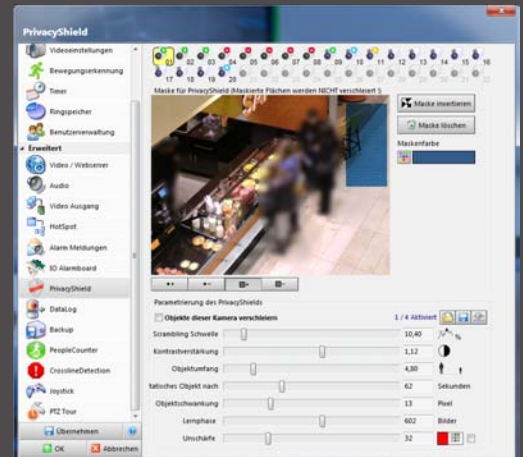 PrivacyShield
Videoeinstellungen
Bewegungserkennung
Timer
Ringspeicher
Benutzerverwaltung
Erweitert
Video / Webserver
Audio
Video Ausgang
HotSpot
Alarm Meldungen
IO Alarmboard
PrivacyShield
DataLog
Backup
PeopleCounter
CrosslineDetection
Joystick
PTZ Tour
Übernehmen
OK
Abbrechen
01 02 03 04 05 06 07 08 09 10 11 12 13 14 15 16
17 18 19 20
Maske für PrivacyShield (Maskierte Flächen werden NICHT verschleiert !)
Maske invertieren
Maske löschen
Maskenfarbe
Parametrierung des PrivacyShields
Objekte dieser Kamera verschleiern
1 / 4 Aktiviert
Scrambling Schwelle 10,40 %
Kontrastverstärkung 1,12
Objektumfang 4,80
tatisches Objekt nach 62 Sekunden
Objektschwankung 13 Pixel
Lernphase 602 Bilder
Unschärfe 32